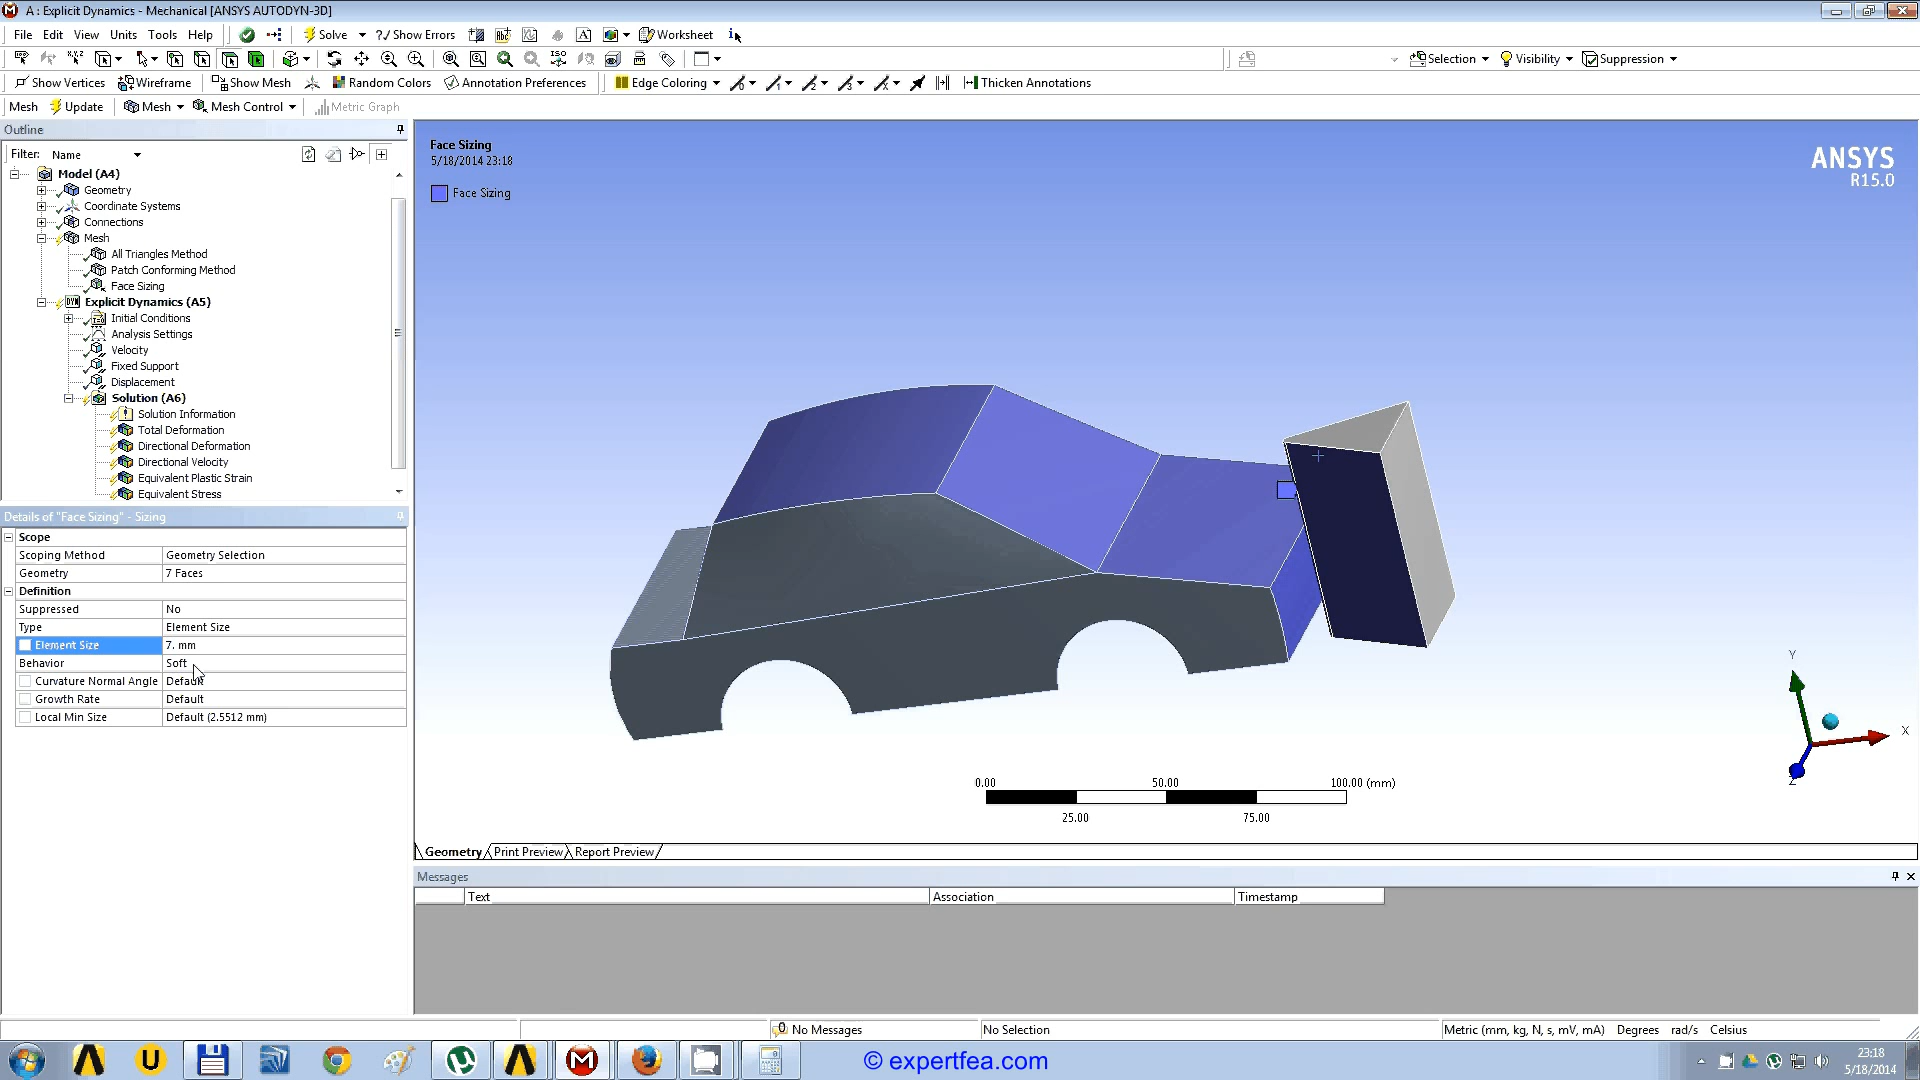 A : Explicit Dynamics - Mechanical [ANSYS AUTODYN-3D]
File Edit View Units Tools Help Solve ?/ Show Errors Worksheet
Selection Visibility Suppression
Show Vertices Wireframe Show Mesh Random Colors Annotation Preferences Edge Coloring Thicken Annotations
Mesh Update Mesh Mesh Control Metric Graph
Outline
Filter: Name
Model (A4)
Geometry
Coordinate Systems
Connections
Mesh
All Triangles Method
Patch Conforming Method
Face Sizing
Explicit Dynamics (A5)
Initial Conditions
Analysis Settings
Velocity
Fixed Support
Displacement
Solution (A6)
Solution Information
Total Deformation
Directional Deformation
Directional Velocity
Equivalent Plastic Strain
Equivalent Stress
Details of "Face Sizing" - Sizing
Scope
Scoping Method Geometry Selection
Geometry 7 Faces
Definition
Suppressed No
Type Element Size
Element Size 7. mm
Behavior Soft
Curvature Normal Angle Default
Growth Rate Default
Local Min Size Default (2.5512 mm)
Face Sizing
5/18/2014 23:18
Face Sizing
ANSYS
R15.0
Y
X
Z
0.00 50.00 100.00 (mm)
25.00 75.00
Geometry Print Preview Report Preview
Messages
Text Association Timestamp
0 No Messages No Selection Metric (mm, kg, N, s, mV, mA) Degrees rad/s Celsius
© expertfea.com
23:18
5/18/2014